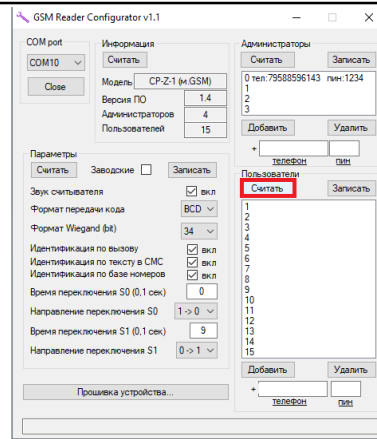 GSM Reader Configurator v1.1
COM port
COM10
Close
Информация
Считать
Модель CP-Z-1 (м.GSM)
Версия ПО 1.4
Администраторов 4
Пользователей 15
Параметры
Считать Заводские Записать
Звук считывателя вкл
Формат передачи кода BCD
Формат Wiegand (bit) 34
Идентификация по вызову вкл
Идентификация по тексту в СМС вкл
Идентификация по базе номеров вкл
Время переключения S0 (0,1 сек) 0
Направление переключения S0 1 -> 0
Время переключения S1 (0,1 сек) 9
Направление переключения S1 0 -> 1
Прошивка устройства...
Администраторы
Считать Записать
0 тел:79588596143 пин:1234
1
2
3
Добавить Удалить
+
телефон пин
Пользователи
Считать Записать
1
2
3
4
5
6
7
8
9
10
11
12
13
14
15
Добавить Удалить
+
телефон пин